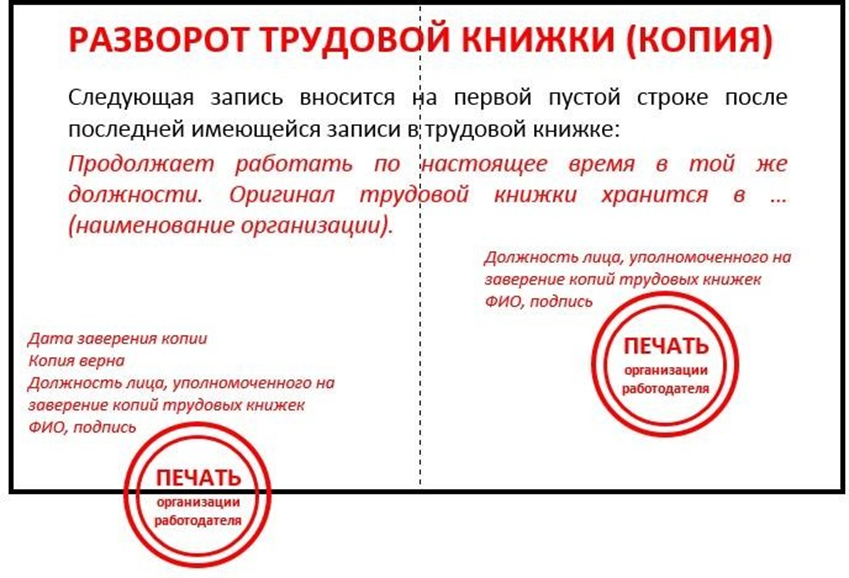 РАЗВОРОТ ТРУДОВОЙ КНИЖКИ (КОПИЯ)
Следующая запись вносится на первой пустой строке после
последней имеющейся записи в трудовой книжке:
Продолжает работать по настоящее время в той же
должности. Оригинал трудовой книжки хранится в ...
(наименование организации).
Должность лица, уполномоченного на
заверение копий трудовых книжек
ФИО, подпись
ПЕЧАТЬ
организации
работодателя
Дата заверения копии
Копия верна
Должность лица, уполномоченного на
заверение копий трудовых книжек
ФИО, подпись
ПЕЧАТЬ
организации
работодателя